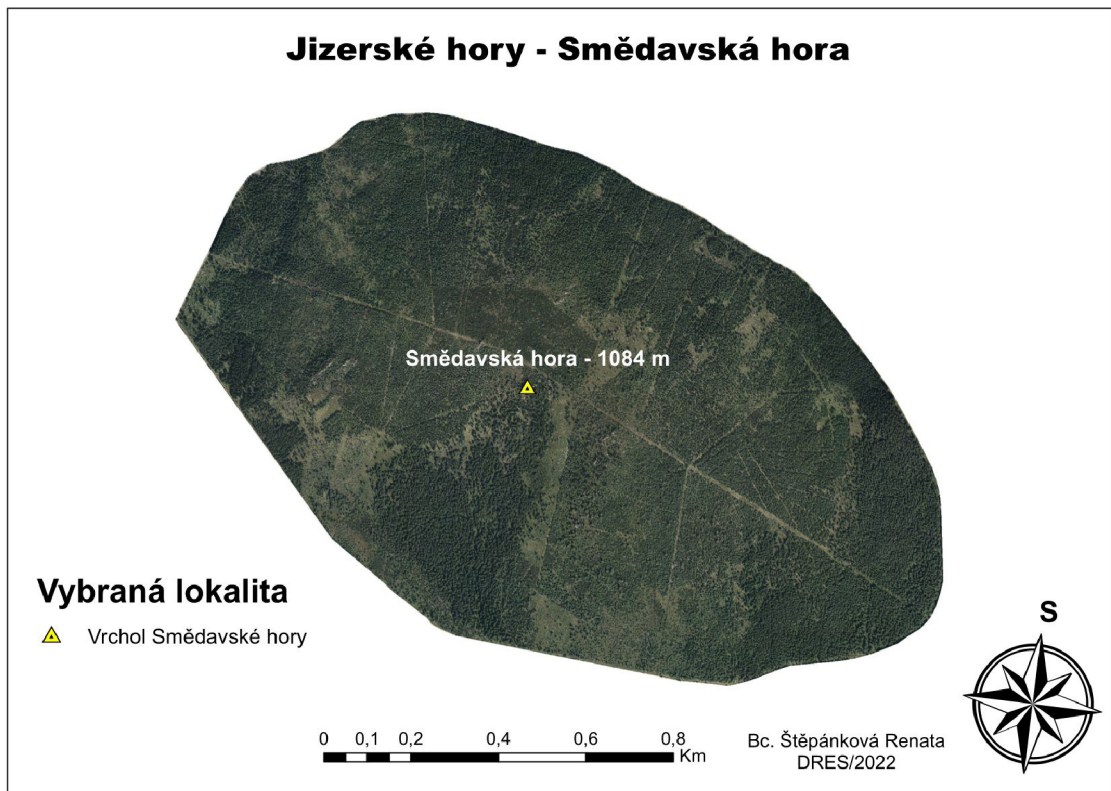 Jizerské hory - Smědavská hora
Smědavská hora - 1084 m
Vybraná lokalita
Vrchol Smědavské hory
S
0 0,1 0,2 0,4 0,6 0,8
Km
Bc. Štěpánková Renata
DRES/2022